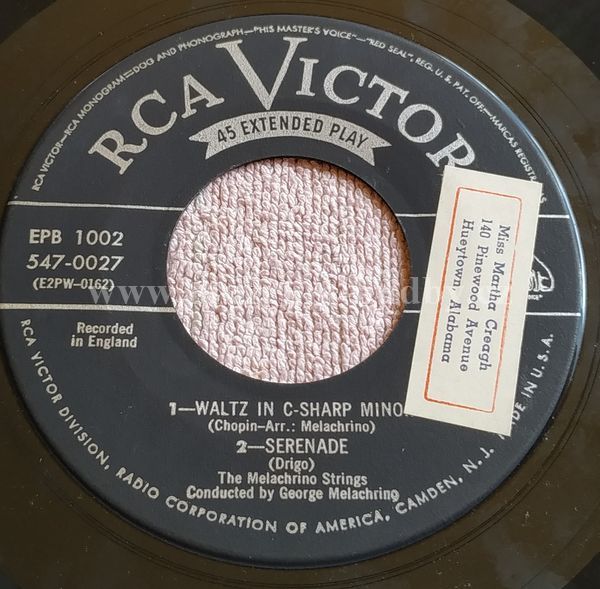 RCA VICTOR—RCA MONOGRAM—DOG AND PHONOGRAPH—"HIS MASTER'S VOICE"—"RED SEAL", REG. U.S. PAT. OFF.—MARCAS
RCA VICTOR
45 EXTENDED PLAY
EPB 1002
547-0027
(E2PW-0162)
Recorded
in England
Miss Martha Creagh
140 Pinewood Avenue
Hueytown, Alabama
1—WALTZ IN C-SHARP MINO
(Chopin-Arr.: Melachrino)
2—SERENADE
(Drigo)
The Melachrino Strings
Conducted by George Melachrino
RCA VICTOR DIVISION, RADIO CORPORATION OF AMERICA, CAMDEN, N. J. MADE IN U.S.A.